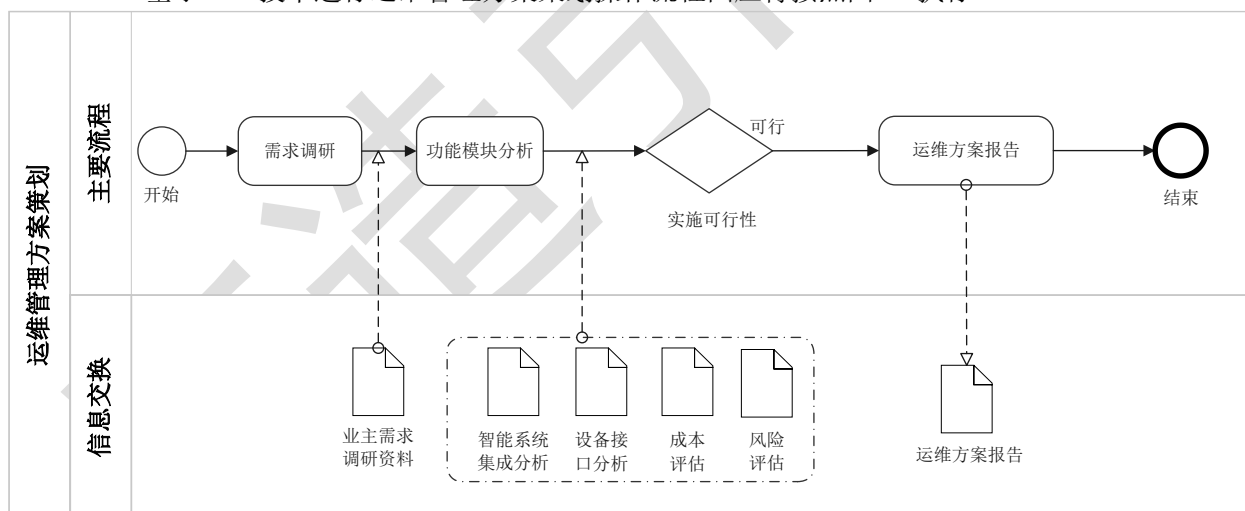 运维管理方案策划
主要流程
开始
需求调研
功能模块分析
可行
实施可行性
运维方案报告
结束
信息交换
业主需求
调研资料
智能系统
集成分析
设备接
口分析
成本
评估
风险
评估
运维方案报告